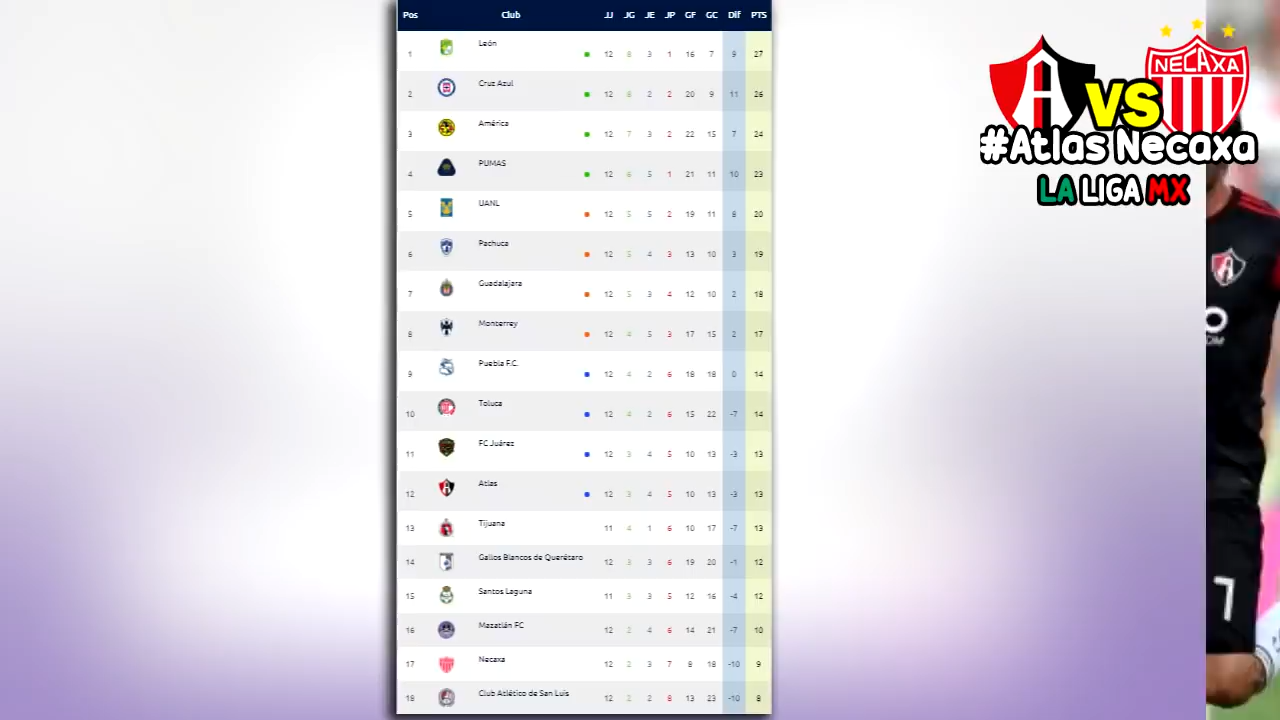 Pos Club JJ JG JE JP GF GC Dif PTS
1 León 12 8 3 1 16 7 9 27
2 Cruz Azul 12 8 2 2 20 9 11 26
3 América 12 7 3 2 22 15 7 24
4 PUMAS 12 6 5 1 21 11 10 23
5 UANL 12 5 5 2 19 11 8 20
6 Pachuca 12 5 4 3 13 10 3 19
7 Guadalajara 12 5 3 4 12 10 2 18
8 Monterrey 12 4 5 3 17 15 2 17
9 Puebla F.C. 12 4 2 6 18 18 0 14
10 Toluca 12 4 2 6 15 22 -7 14
11 FC Juárez 12 3 4 5 10 13 -3 13
12 Atlas 12 3 4 5 10 13 -3 13
13 Tijuana 11 4 1 6 10 17 -7 13
14 Gallos Blancos de Querétaro 12 3 3 6 19 20 -1 12
15 Santos Laguna 11 3 3 5 12 16 -4 12
16 Mazatlán FC 12 2 4 6 14 21 -7 10
17 Necaxa 12 2 3 7 8 18 -10 9
18 Club Atlético de San Luis 12 2 2 8 13 23 -10 8
A
NECAXA
VS
#Atlas Necaxa
LA LIGA MX
1